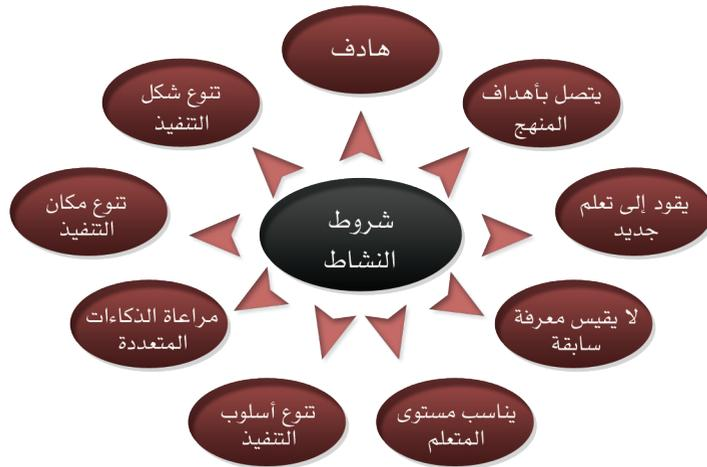 هادف
يتصل بأهداف
المنهج
يقود إلى تعلم
جديد
لا يقيس معرفة
سابقة
يناسب مستوى
المتعلم
تنوع أسلوب
التنفيذ
مراعاة الذكاءات
المتعددة
تنوع مكان
التنفيذ
تنوع شكل
التنفيذ
شروط
النشاط